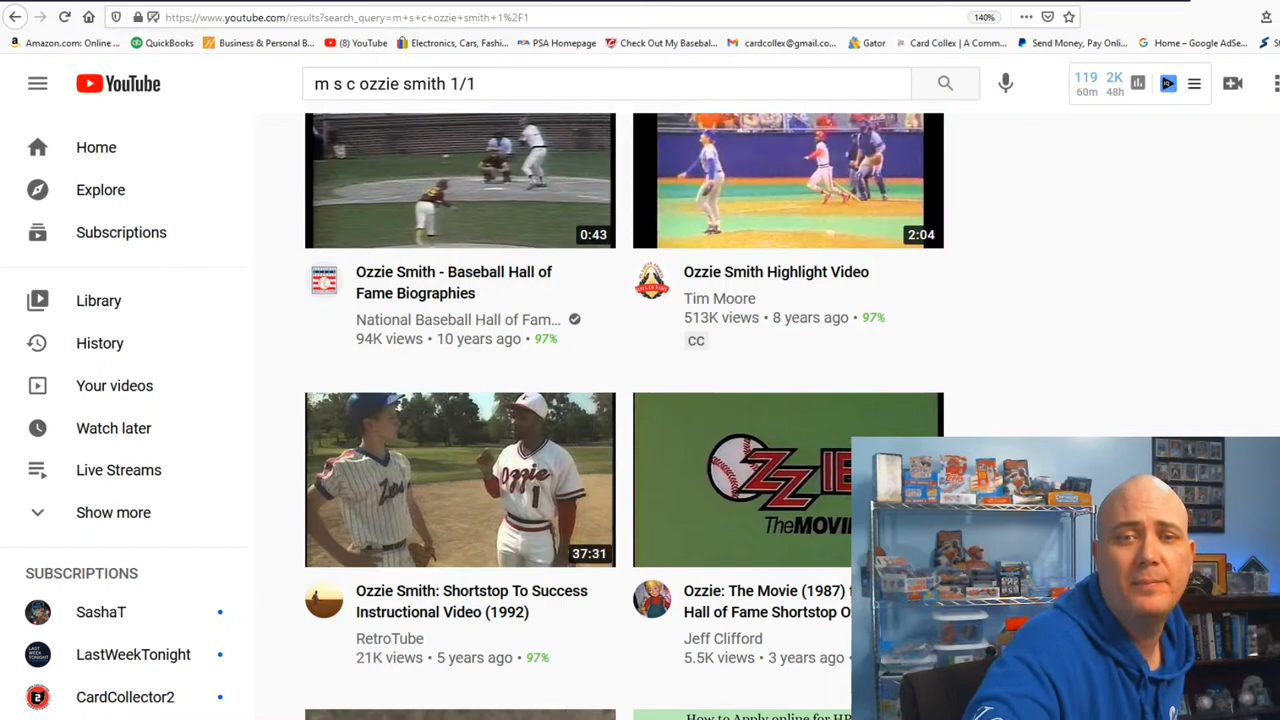 https://www.youtube.com/results?search_query=m+s+c+ozzie+smith+1%2F1
140%
Amazon.com: Online ...
QuickBooks
Business & Personal B...
(8) YouTube
Electronics, Cars, Fashi...
PSA Homepage
Check Out My Basebal...
cardcollex@gmail.co...
Gator
Card Collex | A Comm...
Send Money, Pay Onli...
Home – Google AdSe...
YouTube
m s c ozzie smith 1/1
119 2K
60m 48h
Home
Explore
Subscriptions
Library
History
Your videos
Watch later
Live Streams
Show more
SUBSCRIPTIONS
SashaT
LastWeekTonight
CardCollector2
0:43
Ozzie Smith - Baseball Hall of
Fame Biographies
National Baseball Hall of Fam...
94K views • 10 years ago • 97%
2:04
Ozzie Smith Highlight Video
Tim Moore
513K views • 8 years ago • 97%
CC
Ozzie
1
37:31
Ozzie Smith: Shortstop To Success
Instructional Video (1992)
RetroTube
21K views • 5 years ago • 97%
The
Ozzie: The Movie (1987)
Hall of Fame Shortstop
Jeff Clifford
5.5K views • 3 years ago
How to Apply online for